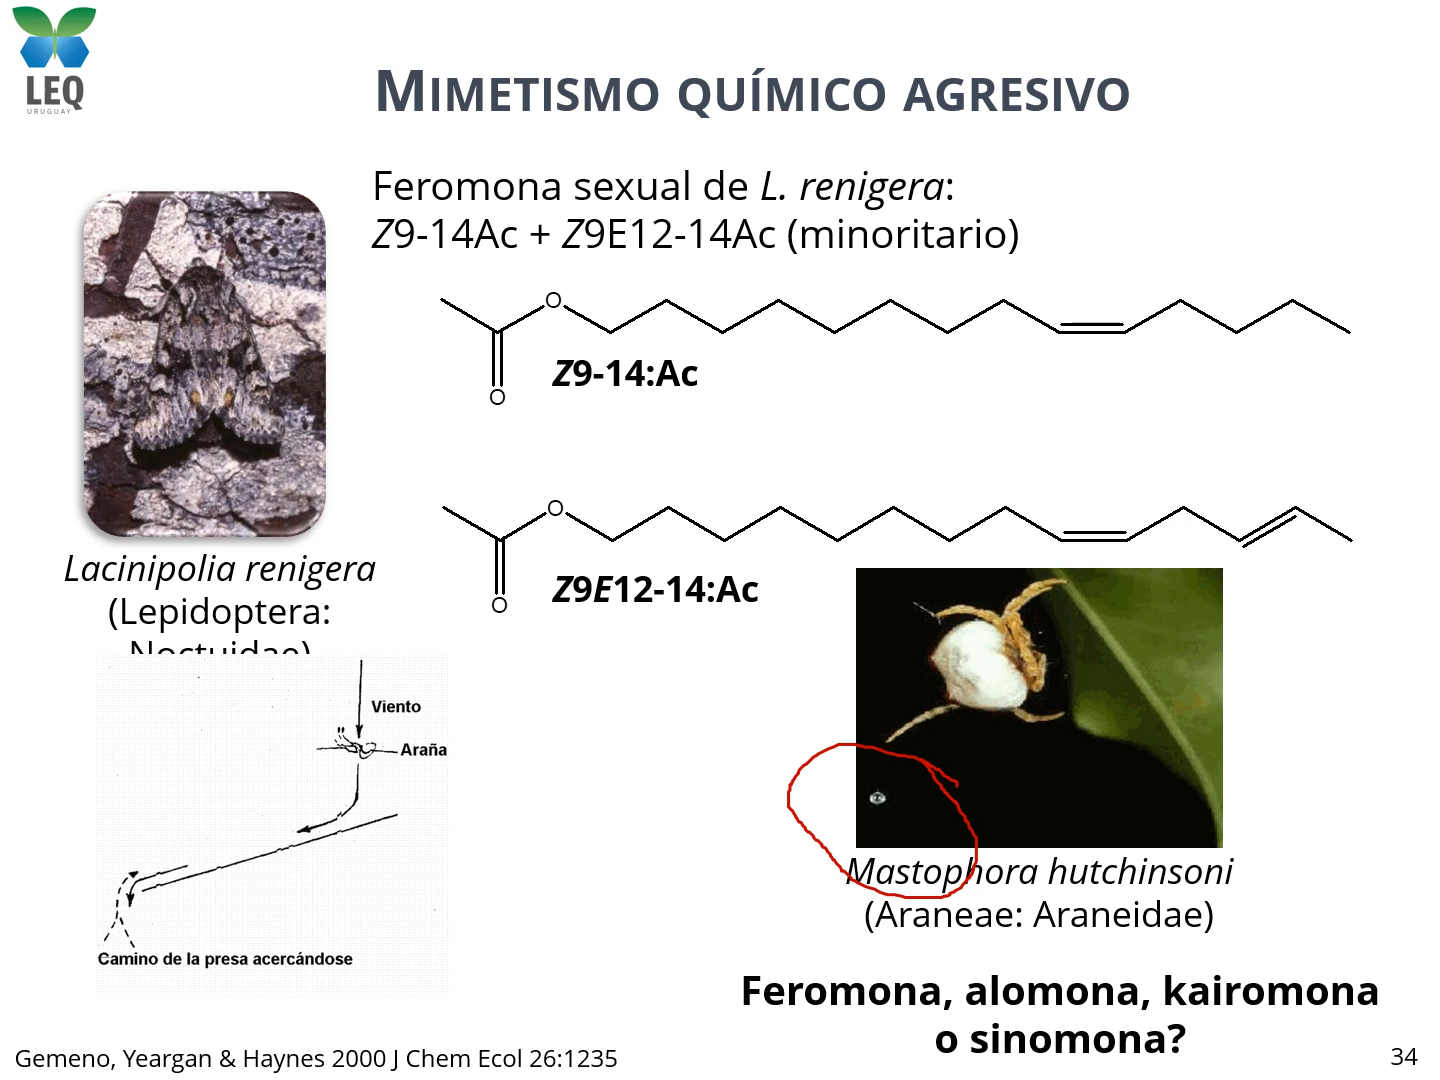 LEQ
URUGUAY
MIMETISMO QUÍMICO AGRESIVO
Feromona sexual de L. renigera:
Z9-14Ac + Z9E12-14Ac (minoritario)
O
O
Z9-14:Ac
O
O
Z9E12-14:Ac
Lacinipolia renigera
(Lepidoptera:
Noctuidae)
Viento
Araña
Camino de la presa acercándose
Mastophora hutchinsoni
(Araneae: Araneidae)
Feromona, alomona, kairomona
o sinomona?
Gemeno, Yeargan & Haynes 2000 J Chem Ecol 26:1235
34